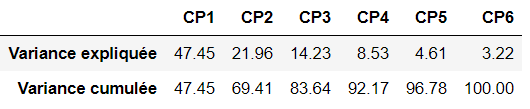 CP1 CP2 CP3 CP4 CP5 CP6
Variance expliquée 47.45 21.96 14.23 8.53 4.61 3.22
Variance cumulée 47.45 69.41 83.64 92.17 96.78 100.00